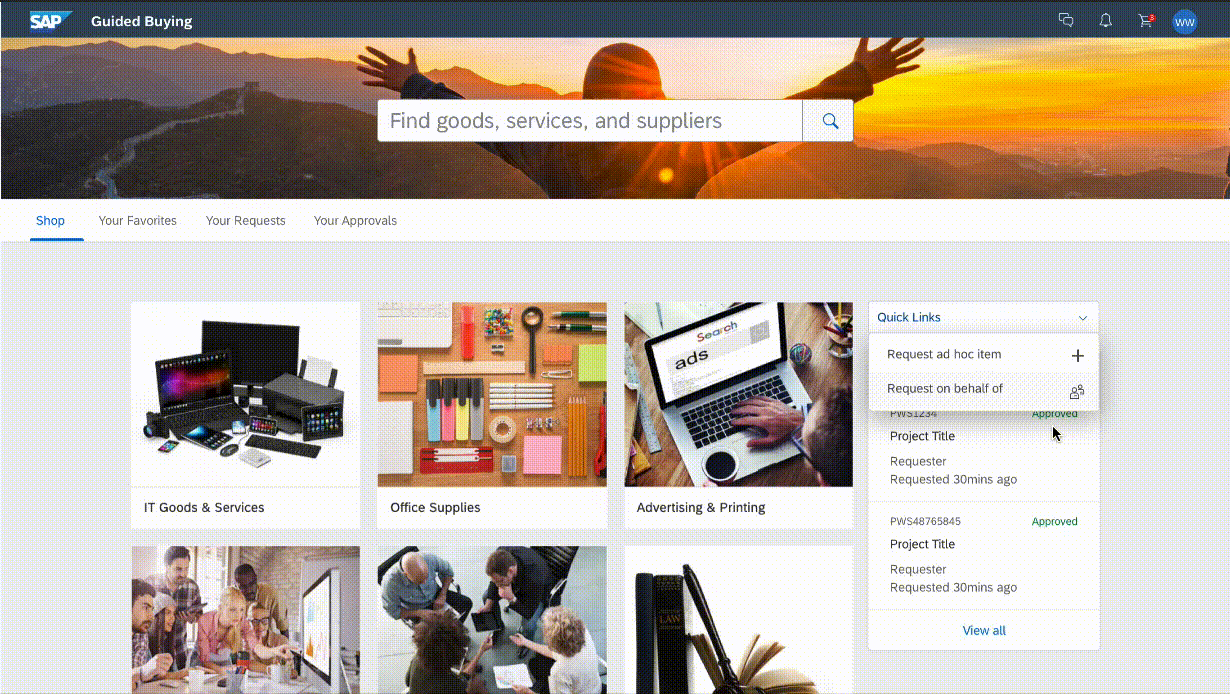 SAP Guided Buying
2
WW
Find goods, services, and suppliers
Shop Your Favorites Your Requests Your Approvals
Search
ads
Quick Links
Request ad hoc item
Request on behalf of
PWS1234 Approved
Project Title
Requester
Requested 30mins ago
IT Goods & Services
Office Supplies
Advertising & Printing
PWS48765845 Approved
Project Title
Requester
Requested 30mins ago
LAW
View all